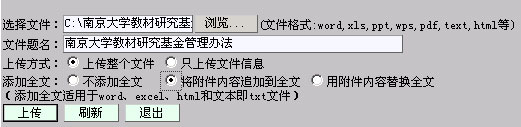 选择文件：C:\南京大学教材研究基 浏览... (文件格式:word,xls,ppt,wps,pdf,text,html等)
文件题名：南京大学教材研究基金管理办法
上传方式：上传整个文件 只上传文件信息
添加全文：不添加全文 将附件内容追加到全文 用附件内容替换全文
（添加全文适用于word、excel、html和文本即txt文件）
上传 刷新 退出